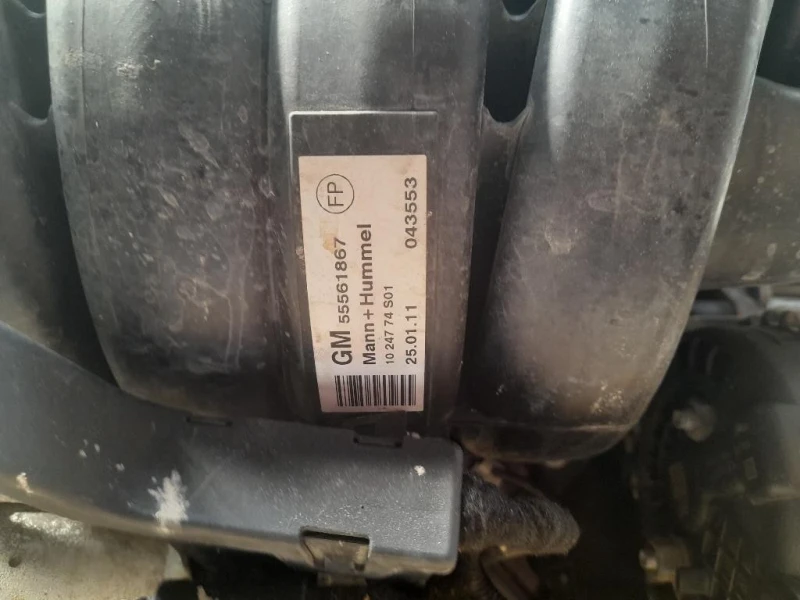 FP
GM 55561867
Mann+Hummel
10 247 74 S01
25.01.11 043553